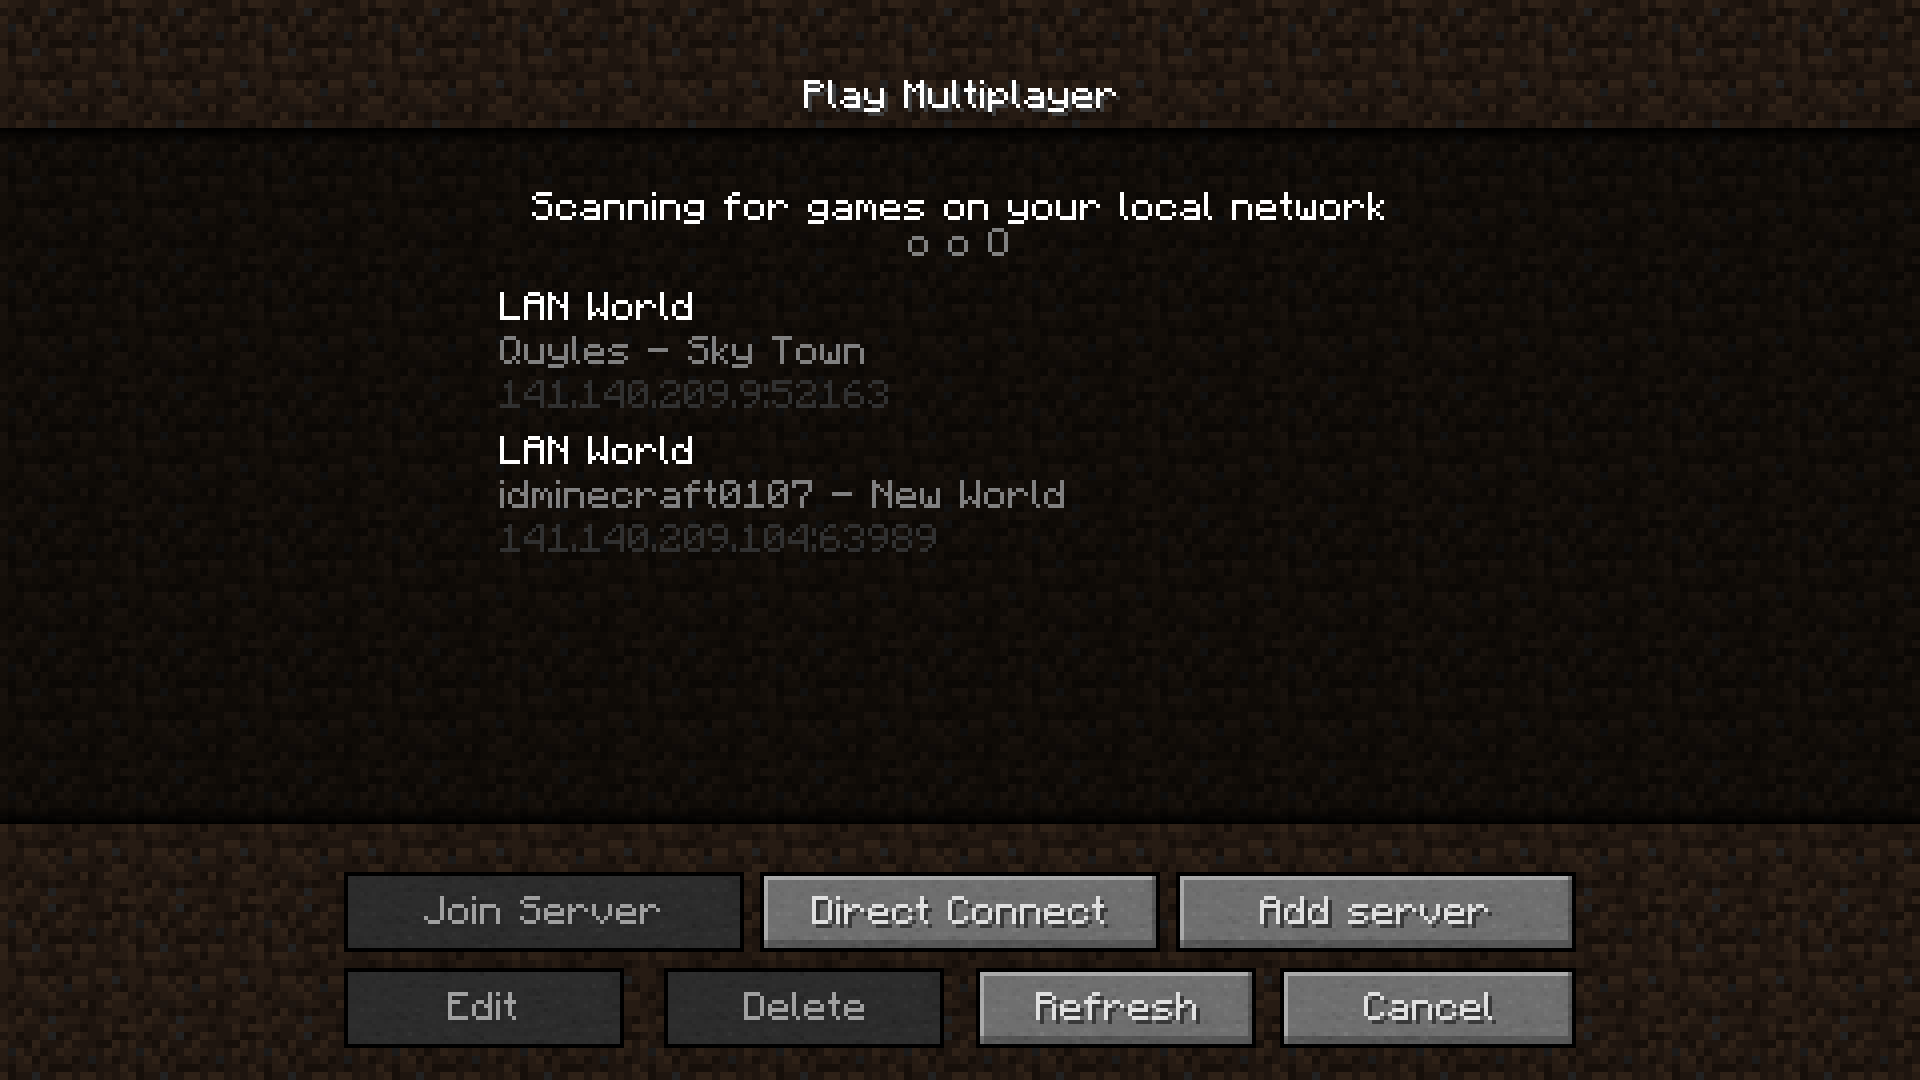 Play Multiplayer
Scanning for games on your local network
o o O
LAN World
Quyles - Sky Town
141.140.209.9:52163
LAN World
idminecraft0107 - New World
141.140.209.104:63989
Join Server
Direct Connect
Add server
Edit
Delete
Refresh
Cancel